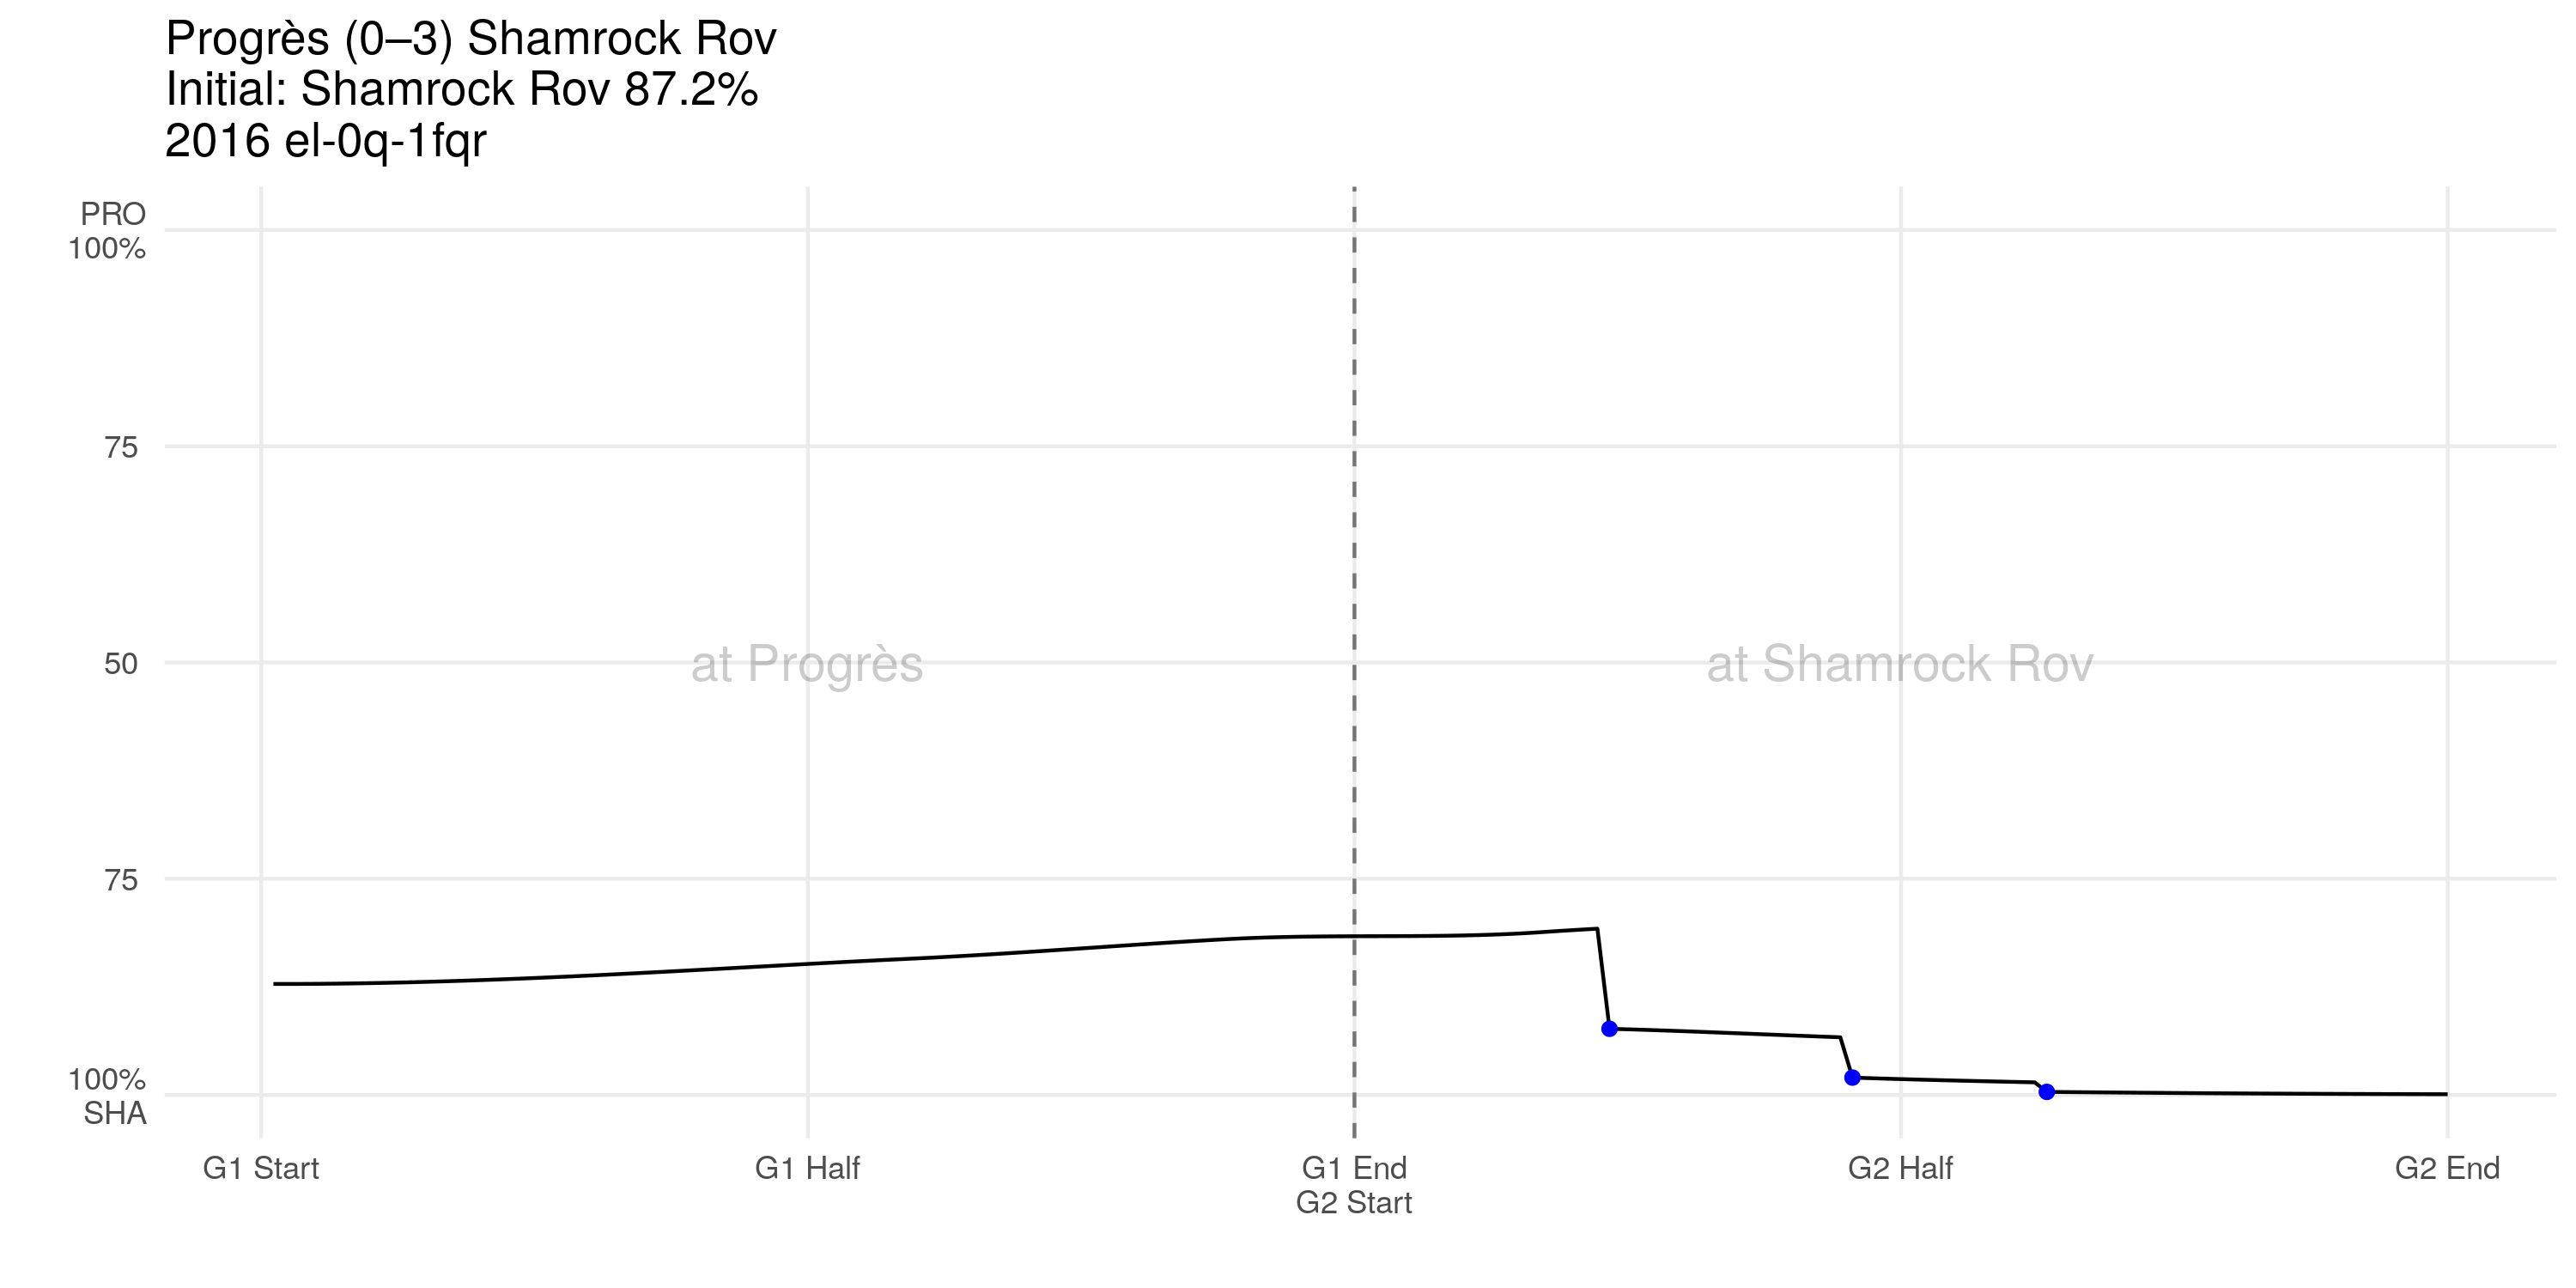 Progrès (0–3) Shamrock Rov
Initial: Shamrock Rov 87.2%
2016 el-0q-1fqr
PRO
100%
75
50
75
100%
SHA
at Progrès
at Shamrock Rov
G1 Start
G1 Half
G1 End
G2 Start
G2 Half
G2 End